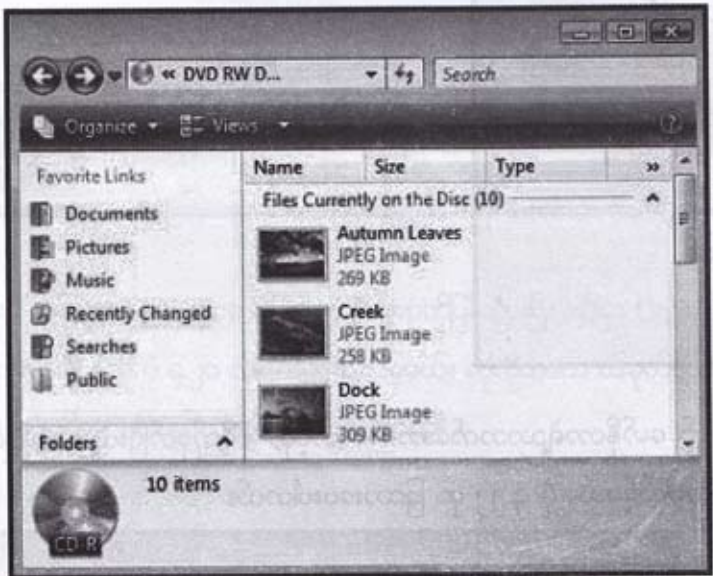 « DVD RW D...
Search
Organize
Views
?
Favorite Links
Documents
Pictures
Music
Recently Changed
Searches
Public
Folders
Name Size Type »
Files Currently on the Disc (10)
Autumn Leaves
JPEG Image
269 KB
Creek
JPEG Image
258 KB
Dock
JPEG Image
309 KB
10 items
CD-R